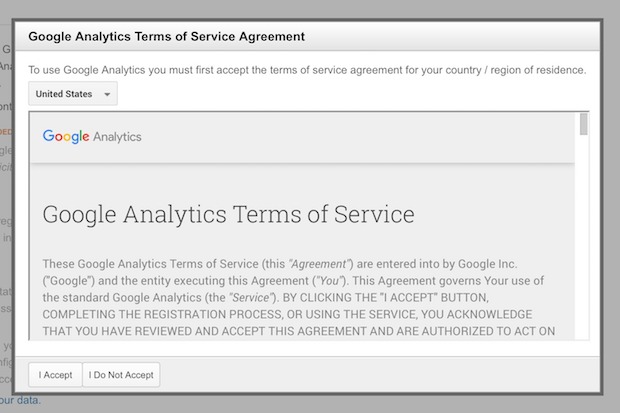 Google Analytics Terms of Service Agreement
To use Google Analytics you must first accept the terms of service agreement for your country / region of residence.
United States
Google Analytics
Google Analytics Terms of Service
These Google Analytics Terms of Service (this "Agreement") are entered into by Google Inc.
("Google") and the entity executing this Agreement ("You"). This Agreement governs Your use of
the standard Google Analytics (the "Service"). BY CLICKING THE "I ACCEPT" BUTTON,
COMPLETING THE REGISTRATION PROCESS, OR USING THE SERVICE, YOU ACKNOWLEDGE
THAT YOU HAVE REVIEWED AND ACCEPT THIS AGREEMENT AND ARE AUTHORIZED TO ACT ON
I Accept
I Do Not Accept
our data.